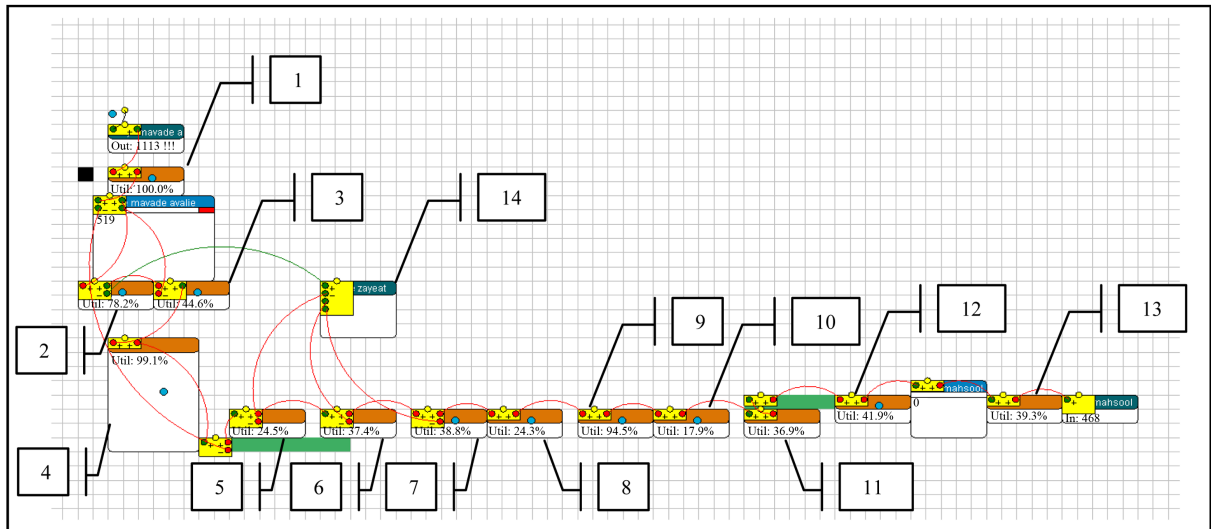 1
mavade a
Out: 1113 !!!
Util: 100.0%
3
14
mavade avalie
519
zayeat
Util: 78.2%
Util: 44.6%
2
Util: 99.1%
9
10
12
13
mahsool
0
Util: 24.5%
Util: 37.4%
Util: 38.8%
Util: 24.3%
Util: 94.5%
Util: 17.9%
Util: 36.9%
Util: 41.9%
Util: 39.3%
mahsool
In: 468
4
5
6
7
8
11